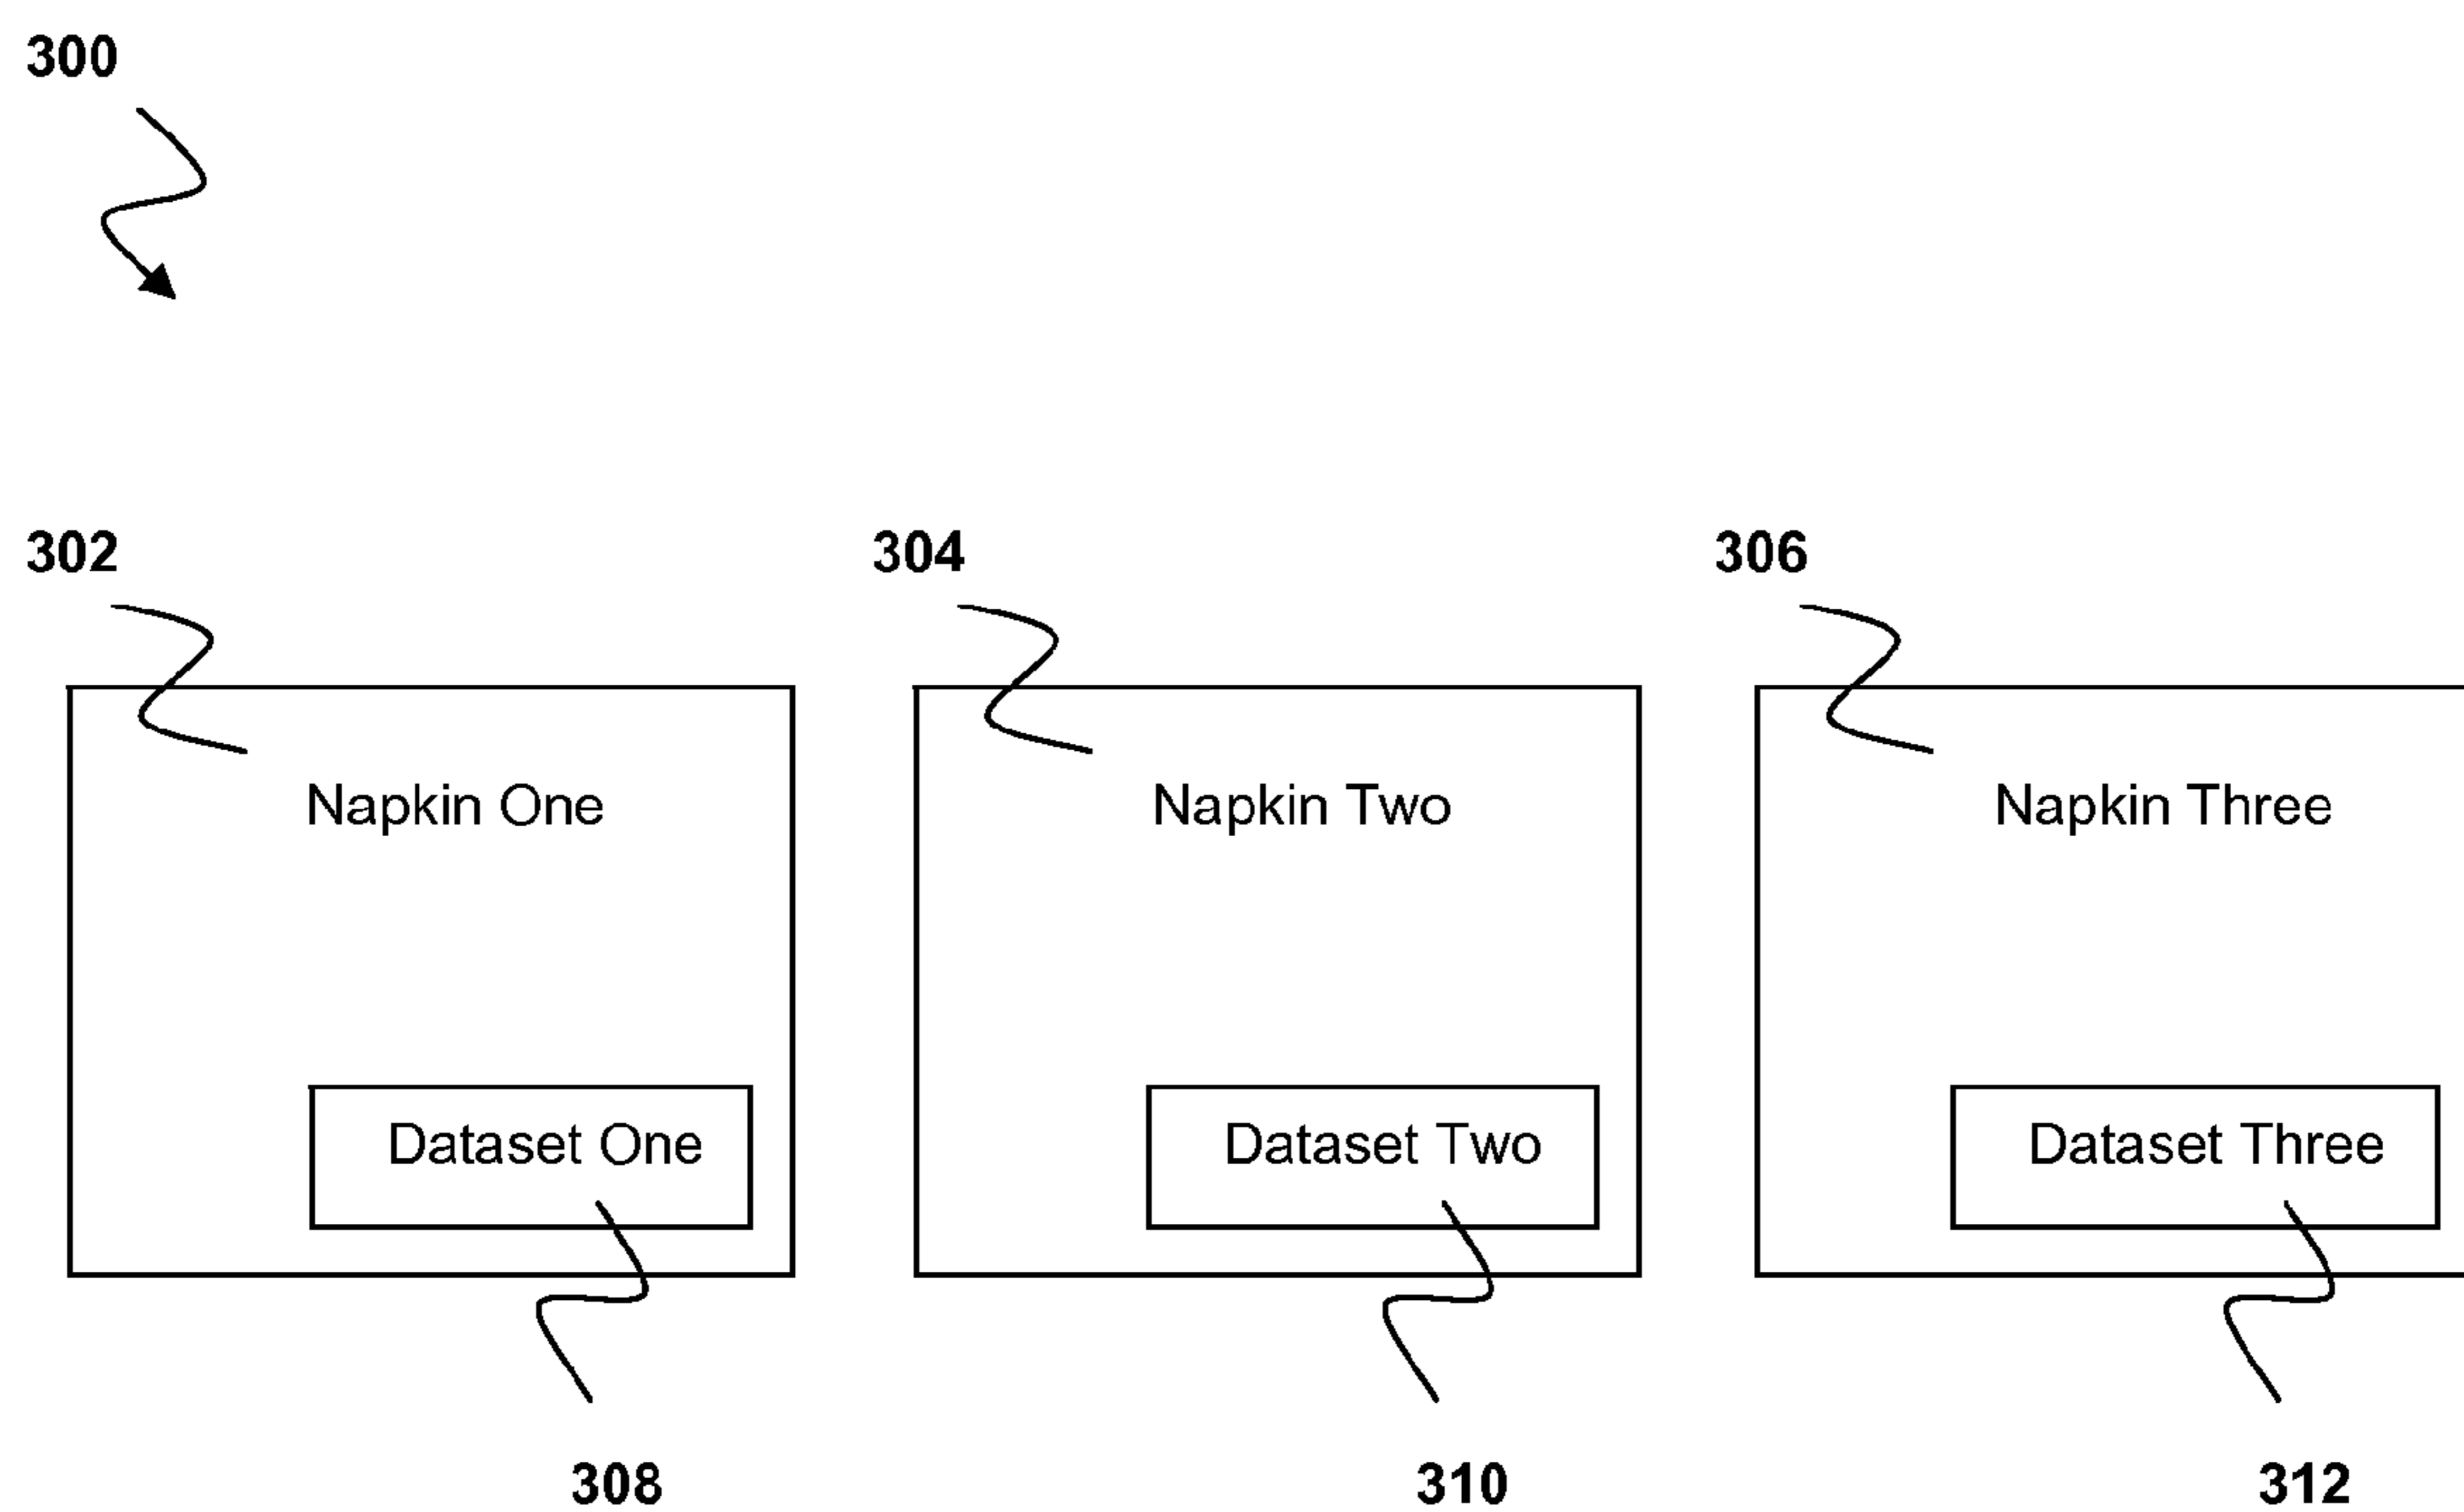 300
302 304 306
Napkin One Napkin Two Napkin Three
Dataset One Dataset Two Dataset Three
308 310 312